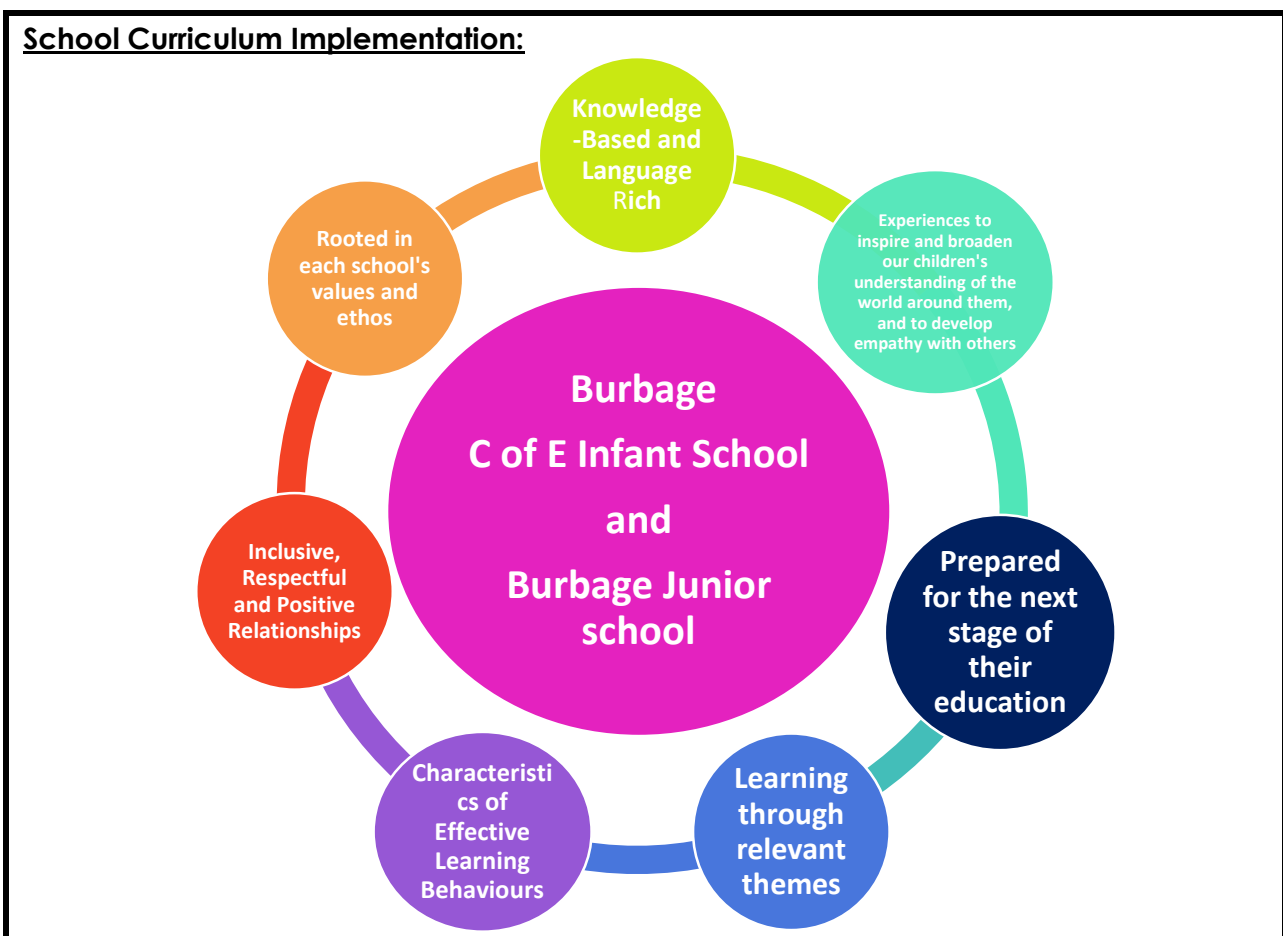 School Curriculum Implementation:
Knowledge
-Based and
Language
Rich
Experiences to
inspire and broaden
our children's
understanding of the
world around them,
and to develop
empathy with others
Prepared
for the next
stage of
their
education
Learning
through
relevant
themes
Characteristi
cs of
Effective
Learning
Behaviours
Inclusive,
Respectful
and Positive
Relationships
Rooted in
each school's
values and
ethos
Burbage
C of E Infant School
and
Burbage Junior
school